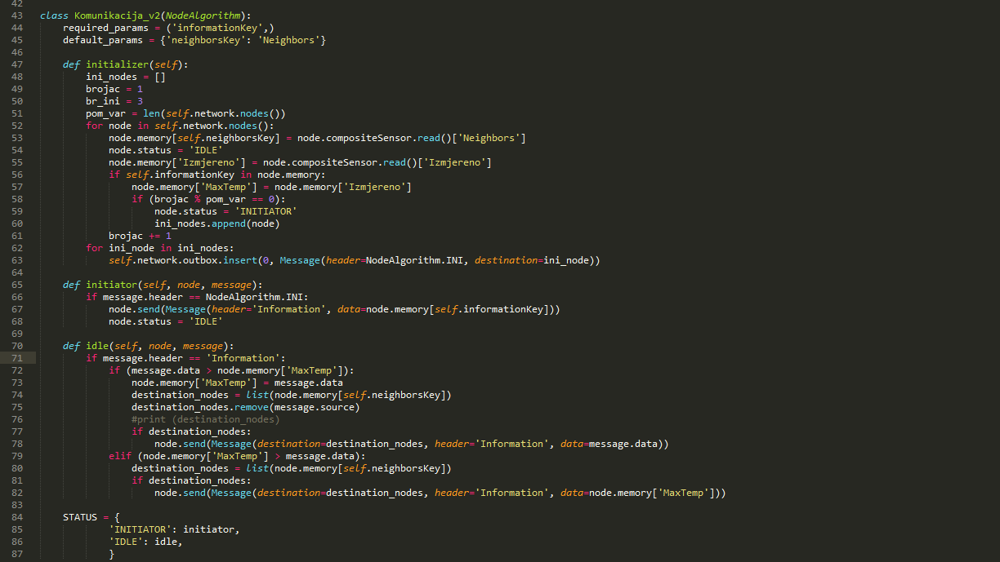 42
43 class Komunikacija_v2(NodeAlgorithm):
44     required_params = ('informationKey',)
45     default_params = {'neighborsKey': 'Neighbors'}
46
47     def initializer(self):
48         ini_nodes = []
49         brojac = 1
50         br_ini = 3
51         pom_var = len(self.network.nodes())
52         for node in self.network.nodes():
53             node.memory[self.neighborsKey] = node.compositeSensor.read()['Neighbors']
54             node.status = 'IDLE'
55             node.memory['Izmjereno'] = node.compositeSensor.read()['Izmjereno']
56             if self.informationKey in node.memory:
57                 node.memory['MaxTemp'] = node.memory['Izmjereno']
58                 if (brojac % pom_var == 0):
59                     node.status = 'INITIATOR'
60                     ini_nodes.append(node)
61             brojac += 1
62         for ini_node in ini_nodes:
63             self.network.outbox.insert(0, Message(header=NodeAlgorithm.INI, destination=ini_node))
64
65     def initiator(self, node, message):
66         if message.header == NodeAlgorithm.INI:
67             node.send(Message(header='Information', data=node.memory[self.informationKey]))
68             node.status = 'IDLE'
69
70     def idle(self, node, message):
71         if message.header == 'Information':
72             if (message.data > node.memory['MaxTemp']):
73                 node.memory['MaxTemp'] = message.data
74                 destination_nodes = list(node.memory[self.neighborsKey])
75                 destination_nodes.remove(message.source)
76                 #print (destination_nodes)
77                 if destination_nodes:
78                     node.send(Message(destination=destination_nodes, header='Information', data=message.data))
79             elif (node.memory['MaxTemp'] > message.data):
80                 destination_nodes = list(node.memory[self.neighborsKey])
81                 if destination_nodes:
82                     node.send(Message(destination=destination_nodes, header='Information', data=node.memory['MaxTemp']))
83
84     STATUS = {
85             'INITIATOR': initiator,
86             'IDLE': idle,
87             }